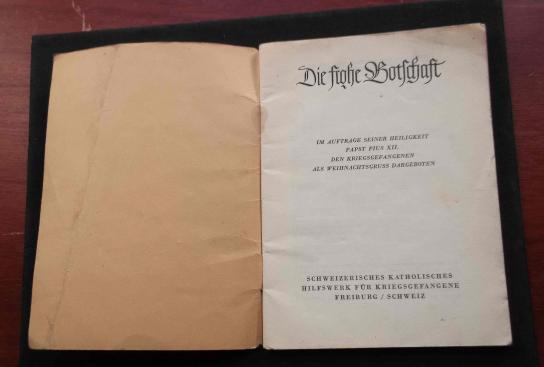 Die frohe Botschaft
IM AUFTRAGE SEINER HEILIGKEIT
PAPST PIUS XII.
DEN KRIEGSGEFANGENEN
ALS WEIHNACHTSGRUSS DARGEBOTEN
SCHWEIZERISCHES KATHOLISCHES
HILFSWERK FÜR KRIEGSGEFANGENE
FREIBURG / SCHWEIZ